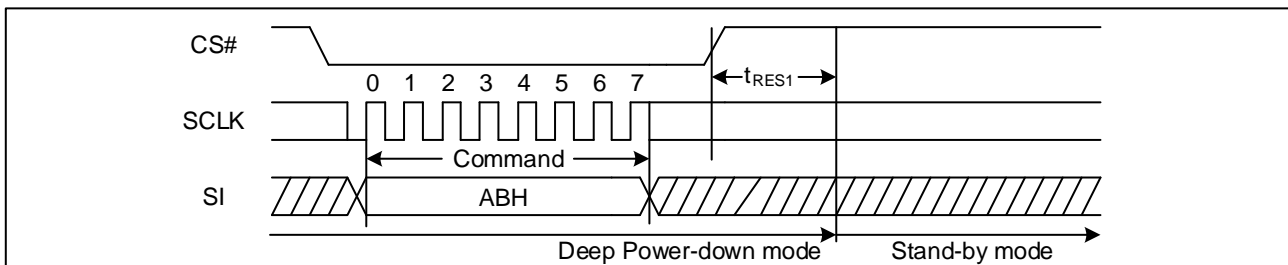 CS#
tRES1
0 1 2 3 4 5 6 7
SCLK
Command
SI
ABH
Deep Power-down mode Stand-by mode